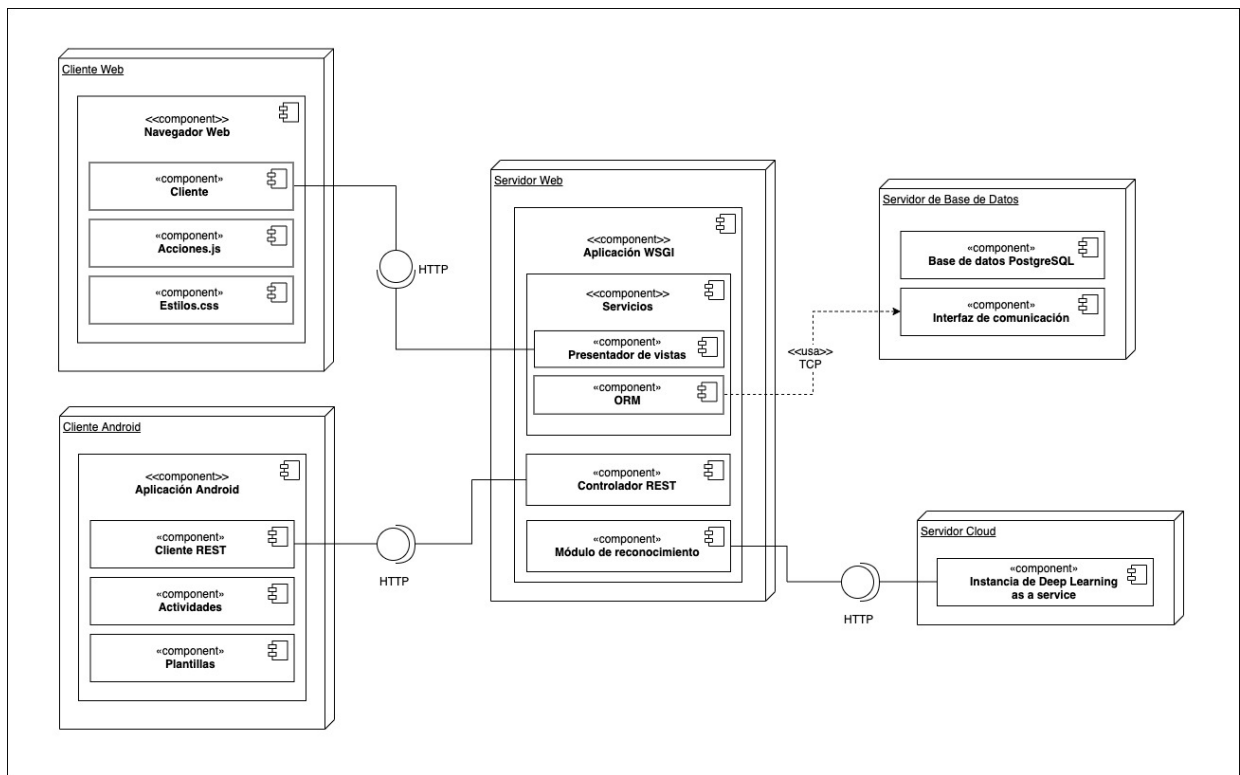 Cliente Web
<<component>>
Navegador Web
«component»
Cliente
«component»
Acciones.js
«component»
Estilos.css
HTTP
Cliente Android
<<component>>
Aplicación Android
«component»
Cliente REST
«component»
Actividades
«component»
Plantillas
HTTP
Servidor Web
<<component>>
Aplicación WSGI
<<component>>
Servicios
«component»
Presentador de vistas
«component»
ORM
«component»
Controlador REST
«component»
Módulo de reconocimiento
<<usa>>
TCP
Servidor de Base de Datos
«component»
Base de datos PostgreSQL
«component»
Interfaz de comunicación
HTTP
Servidor Cloud
«component»
Instancia de Deep Learning
as a service